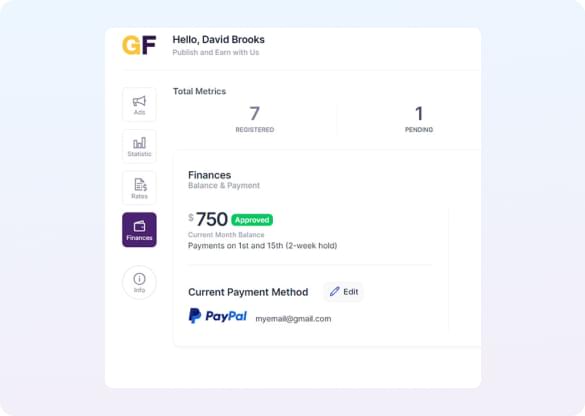 GF
Hello, David Brooks
Publish and Earn with Us
Ads
Statistic
Rates
Finances
Info
Total Metrics
7
REGISTERED
1
PENDING
Finances
Balance & Payment
$ 750 Approved
Current Month Balance
Payments on 1st and 15th (2-week hold)
Current Payment Method
Edit
PayPal myemail@gmail.com